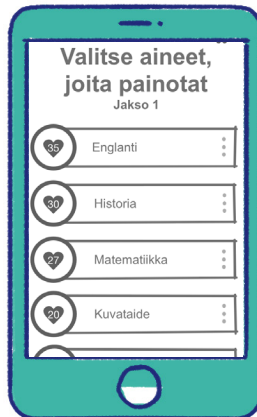 Valitse aineet,
joita painotat
Jakso 1
35 Englanti
30 Historia
27 Matematiikka
20 Kuvataide